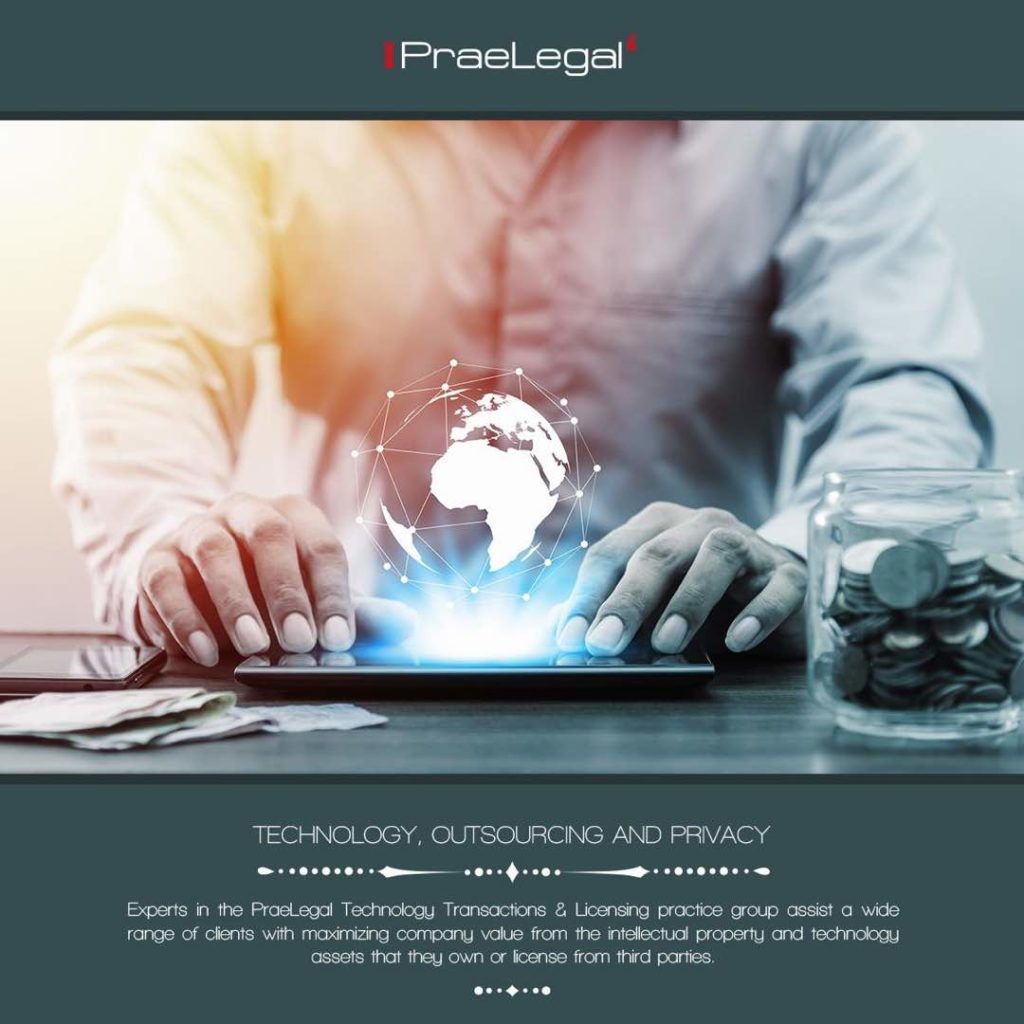 PraeLegal
TECHNOLOGY, OUTSOURCING AND PRIVACY
Experts in the PraeLegal Technology Transactions & Licensing practice group assist a wide
range of clients with maximizing company value from the intellectual property and technology
assets that they own or license from third parties.